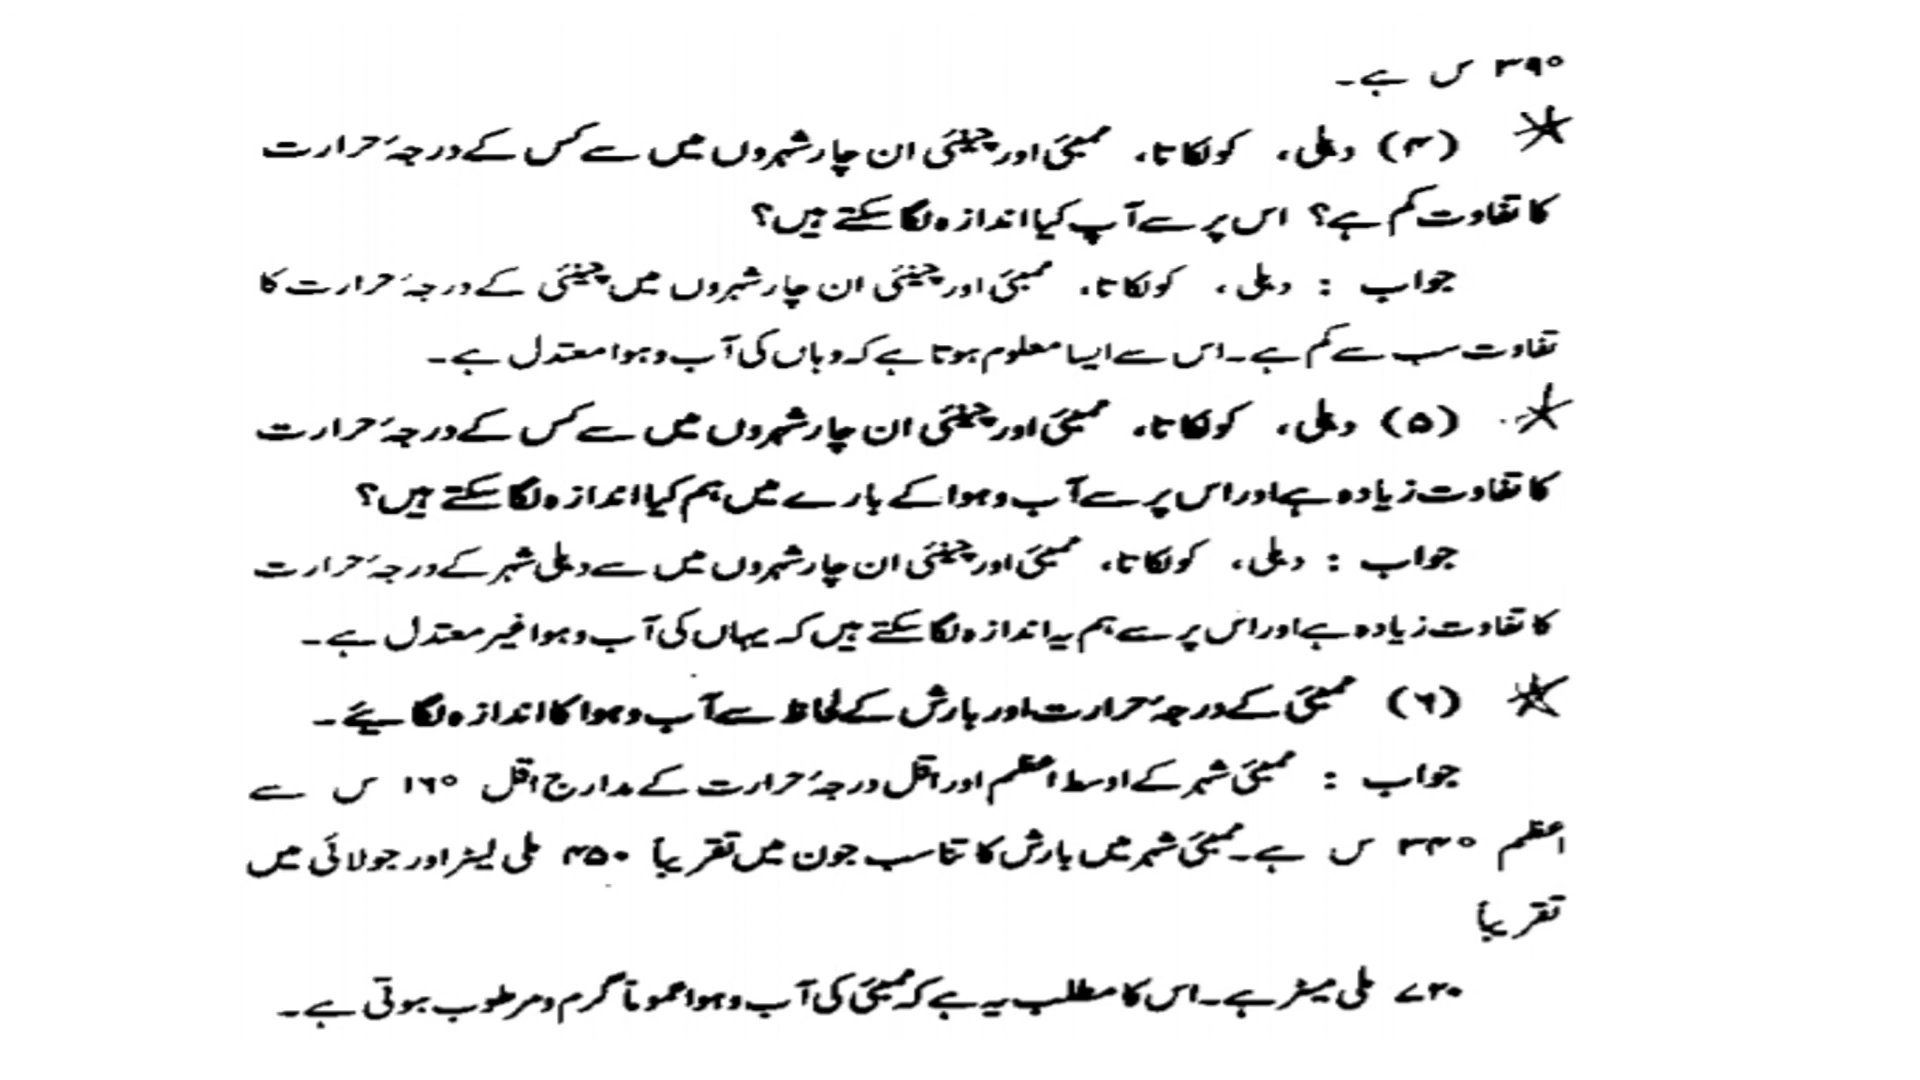 ۳۹° س ہے۔
(۴) دہلی، کولکاتا، ممبئی اور چینئی ان چار شہروں میں سے کس کے درجۂ حرارت
کا تفاوت کم ہے؟ اس پر سے آپ کیا اندازہ لگا سکتے ہیں؟
جواب : دہلی، کولکاتا، ممبئی اور چینئی ان چار شہروں میں چینئی کے درجۂ حرارت کا
تفاوت سب سے کم ہے۔ اس سے ایسا معلوم ہوتا ہے کہ وہاں کی آب و ہوا معتدل ہے۔
(۵) دہلی، کولکاتا، ممبئی اور چینئی ان چار شہروں میں سے کس کے درجۂ حرارت
کا تفاوت زیادہ ہے اور اس پر سے آب و ہوا کے بارے میں ہم کیا اندازہ لگا سکتے ہیں؟
جواب : دہلی، کولکاتا، ممبئی اور چینئی ان چار شہروں میں سے دہلی شہر کے درجۂ حرارت
کا تفاوت زیادہ ہے اور اس پر سے ہم یہ اندازہ لگا سکتے ہیں کہ یہاں کی آب و ہوا غیر معتدل ہے۔
(۶) ممبئی کے درجۂ حرارت اور بارش کے لحاظ سے آب و ہوا کا اندازہ لگایئے۔
جواب : ممبئی شہر کے اوسط اعظم اور اقل درجۂ حرارت کے مدارج اقل ۱۶° س سے
اعظم ۳۳° س ہے۔ ممبئی شہر میں بارش کا تناسب جون میں تقریباً ۴۵۰ ملی لیٹر اور جولائی میں
تقریباً
۷۲۰ ملی میٹر ہے۔ اس کا مطلب یہ ہے کہ ممبئی کی آب و ہوا عموماً گرم و مرطوب ہوتی ہے۔